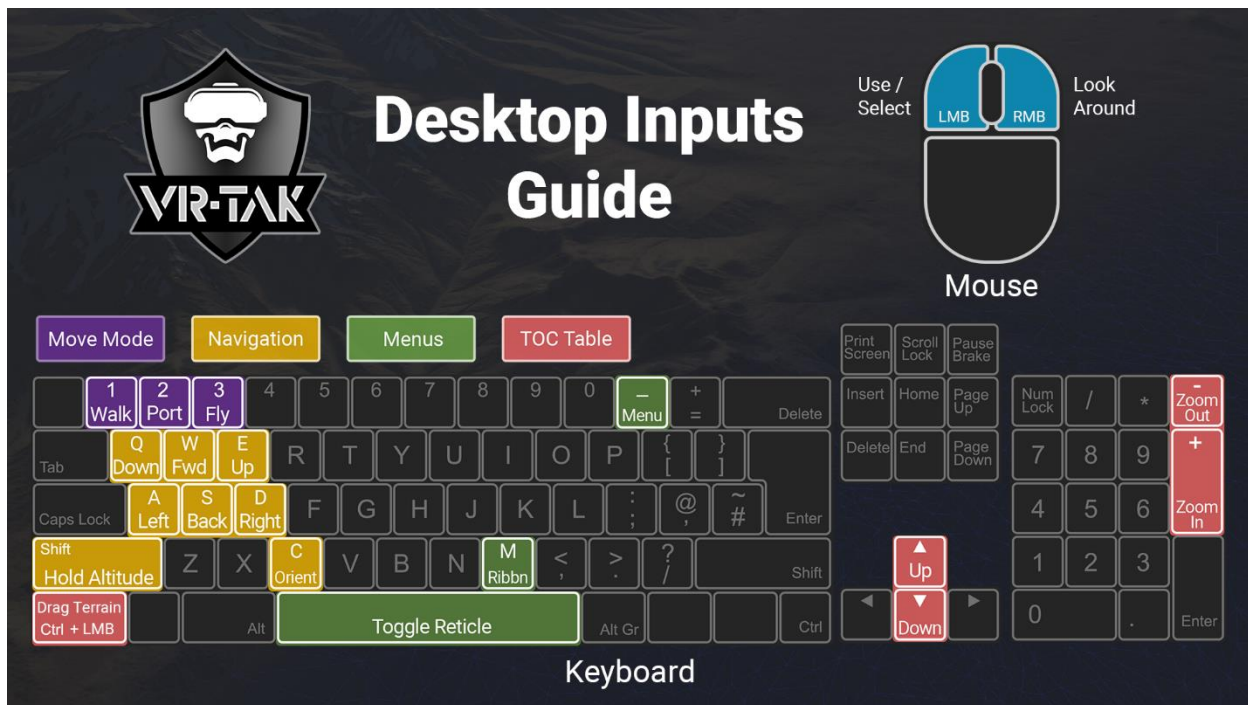 VR-TAK
Desktop Inputs
Guide
Use /
Select
LMB
RMB
Look
Around
Mouse
Move Mode
Navigation
Menus
TOC Table
1
Walk
2
Port
3
Fly
4
5
6
7
8
9
0
_
Menu
+
=
Delete
Tab
Q
Down
W
Fwd
E
Up
R
T
Y
U
I
O
P
{
[
}
]
Caps Lock
A
Left
S
Back
D
Right
F
G
H
J
K
L
:
;
@
'
~
#
Enter
Shift
Hold Altitude
Z
X
C
Orient
V
B
N
M
Ribbn
<
,
>
.
?
/
Shift
Drag Terrain
Ctrl + LMB
Alt
Toggle Reticle
Alt Gr
Ctrl
Print
Screen
Scroll
Lock
Pause
Brake
Insert
Home
Page
Up
Delete
End
Page
Down
▲
Up
◀
▼
Down
▶
Num
Lock
/
*
-
Zoom
Out
7
8
9
+
Zoom
In
4
5
6
1
2
3
0
.
Enter
Keyboard